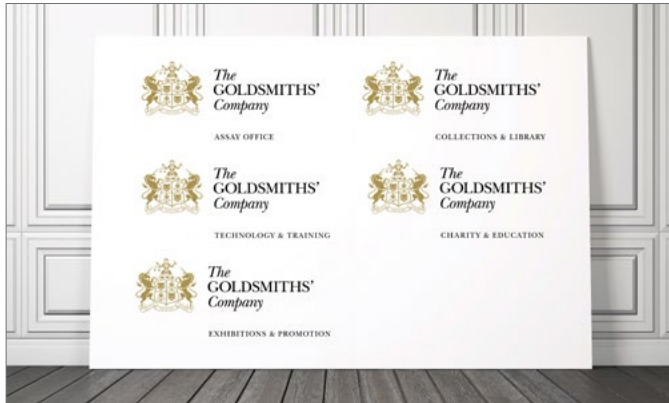 The
GOLDSMITHS'
Company
ASSAY OFFICE
The
GOLDSMITHS'
Company
COLLECTIONS & LIBRARY
The
GOLDSMITHS'
Company
TECHNOLOGY & TRAINING
The
GOLDSMITHS'
Company
CHARITY & EDUCATION
The
GOLDSMITHS'
Company
EXHIBITIONS & PROMOTION